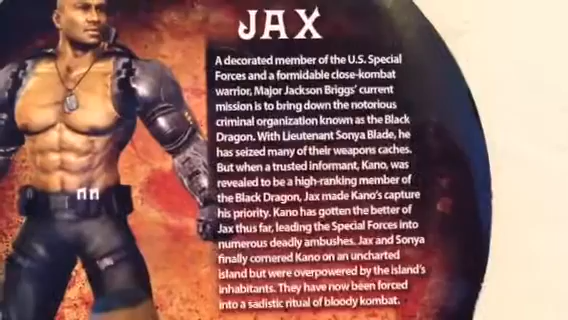 JAX
A decorated member of the U.S. Special
Forces and a formidable close-kombat
warrior, Major Jackson Briggs' current
mission is to bring down the notorious
criminal organization known as the Black
Dragon. With Lieutenant Sonya Blade, he
has seized many of their weapons caches.
But when a trusted informant, Kano, was
revealed to be a high-ranking member of
the Black Dragon, Jax made Kano's capture
his priority. Kano has gotten the better of
Jax thus far, leading the Special Forces into
numerous deadly ambushes. Jax and Sonya
finally cornered Kano on an uncharted
island but were overpowered by the island's
inhabitants. They have now been forced
into a sadistic ritual of bloody kombat.